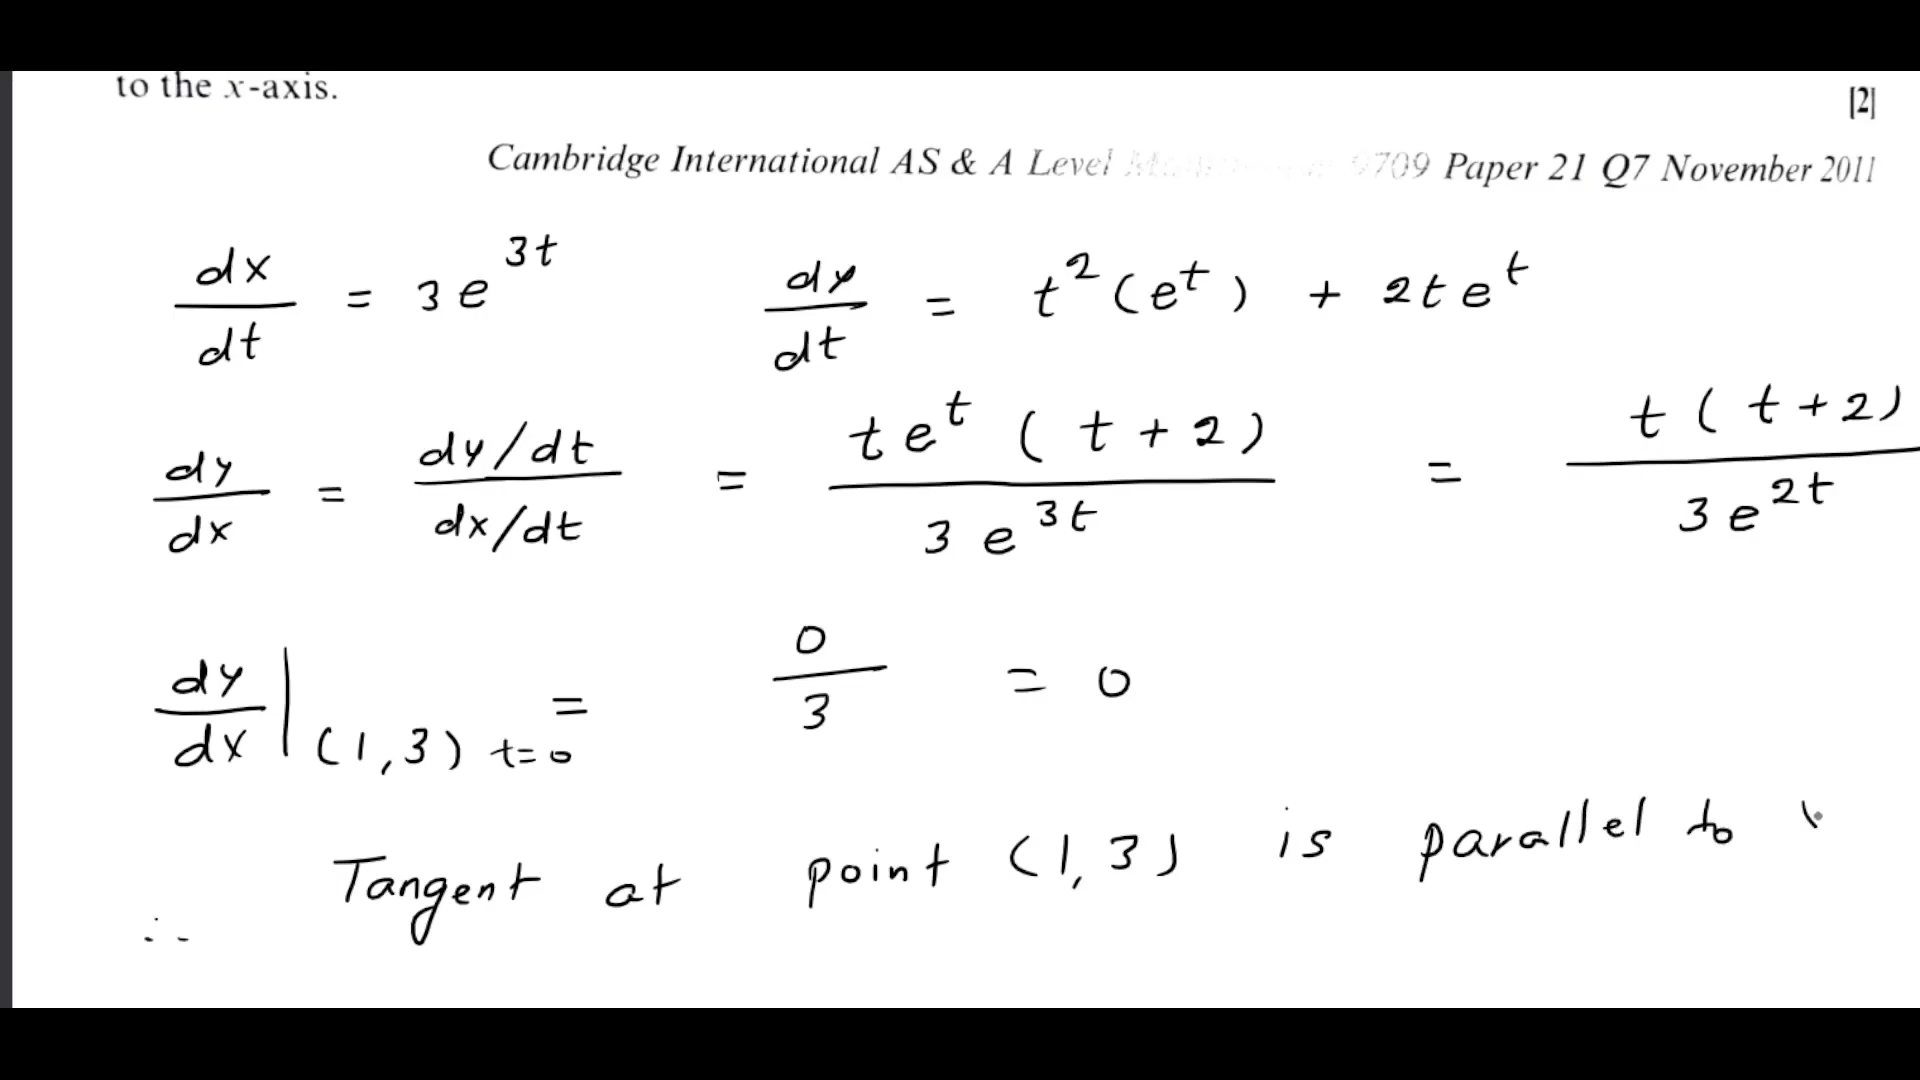 to the x-axis.
[2]
Cambridge International AS & A Level 9709 Paper 21 Q7 November 2011
dx/dt = 3e^3t dy/dt = t^2(e^t) + 2te^t
dy/dx = dy/dt / dx/dt = te^t(t+2) / 3e^3t = t(t+2) / 3e^2t
dy/dx | (1,3) t=0 = 0/3 = 0
∴ Tangent at point (1,3) is parallel to